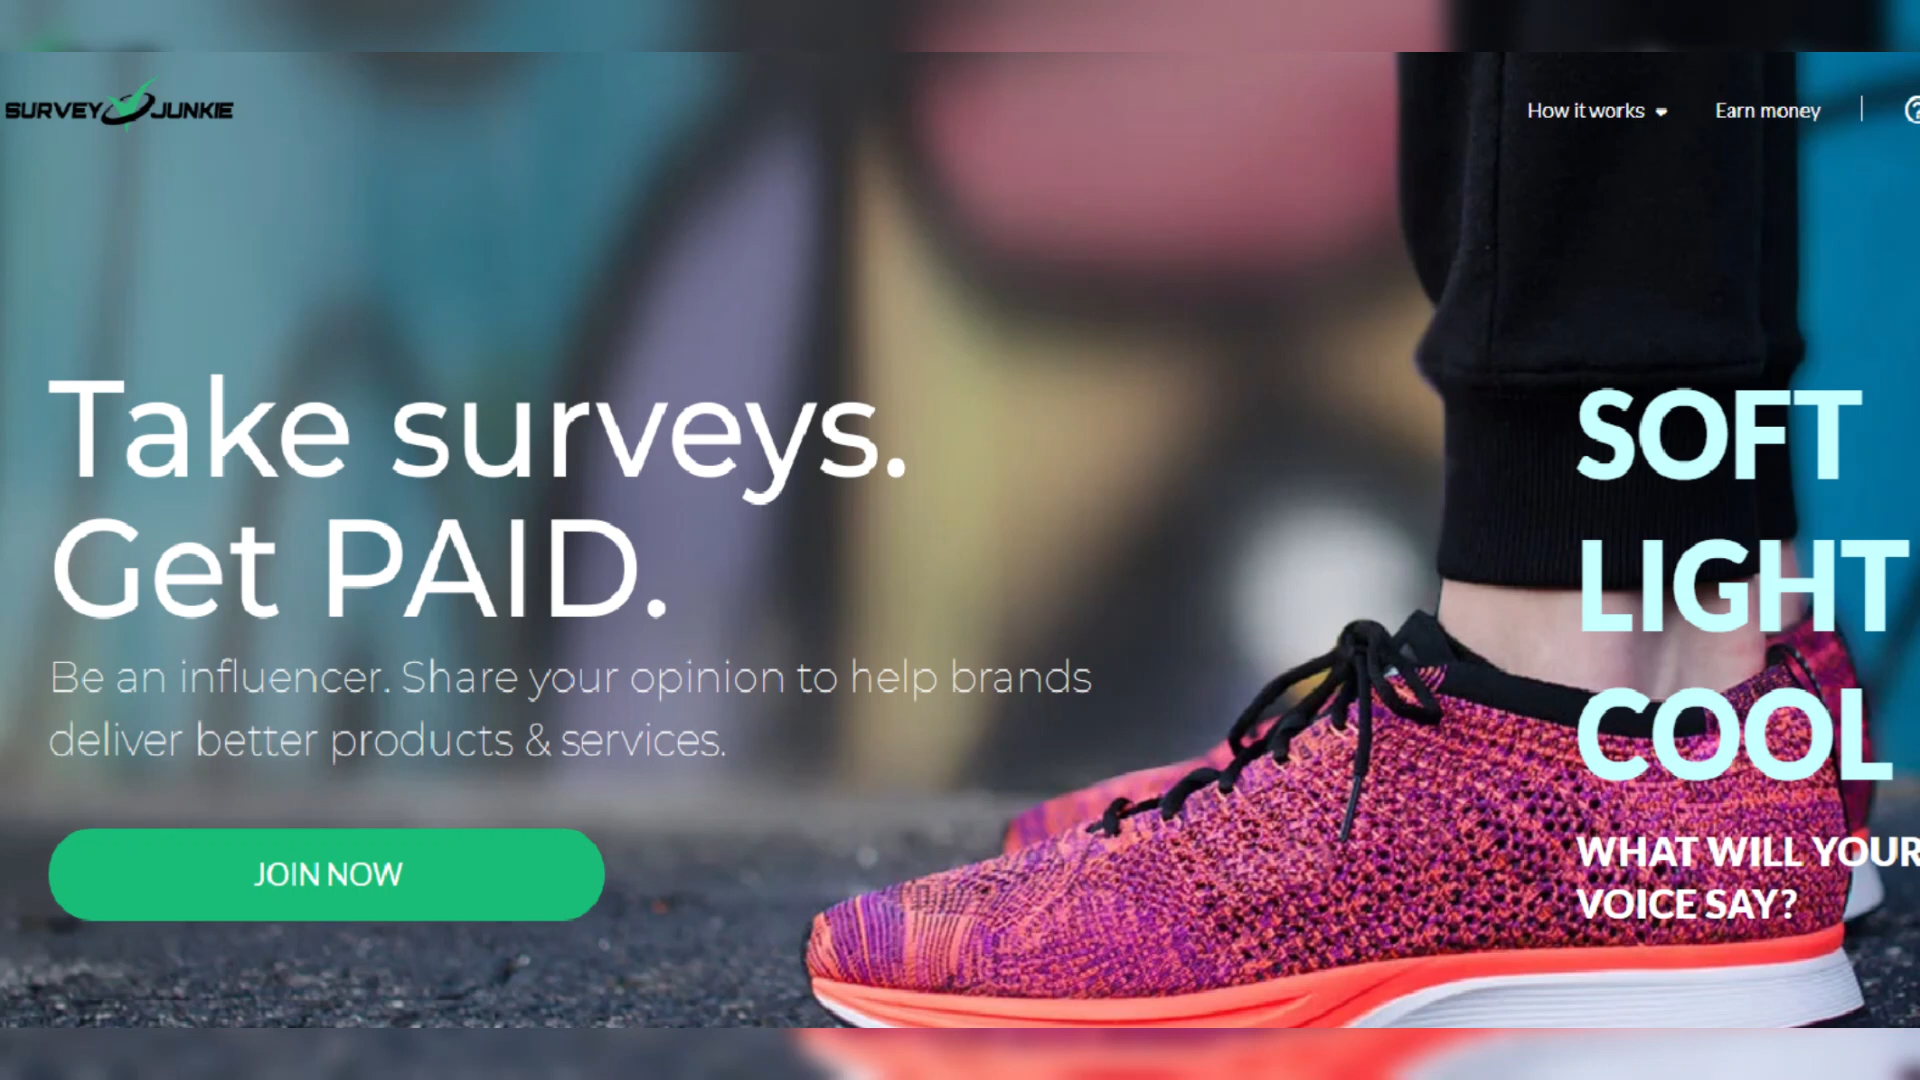 SURVEY JUNKIE
How it works
Earn money
Take surveys.
Get PAID.
Be an influencer. Share your opinion to help brands
deliver better products & services.
JOIN NOW
SOFT
LIGHT
COOL
WHAT WILL YOUR
VOICE SAY?